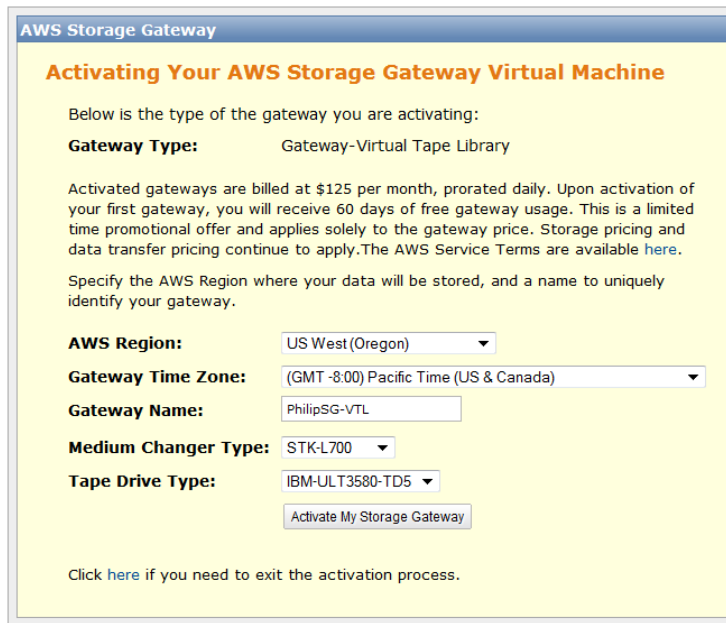 AWS Storage Gateway
Activating Your AWS Storage Gateway Virtual Machine
Below is the type of the gateway you are activating:
Gateway Type: Gateway-Virtual Tape Library
Activated gateways are billed at $125 per month, prorated daily. Upon activation of
your first gateway, you will receive 60 days of free gateway usage. This is a limited
time promotional offer and applies solely to the gateway price. Storage pricing and
data transfer pricing continue to apply.The AWS Service Terms are available here.
Specify the AWS Region where your data will be stored, and a name to uniquely
identify your gateway.
AWS Region: US West (Oregon)
Gateway Time Zone: (GMT -8:00) Pacific Time (US & Canada)
Gateway Name: PhilipSG-VTL
Medium Changer Type: STK-L700
Tape Drive Type: IBM-ULT3580-TD5
Activate My Storage Gateway
Click here if you need to exit the activation process.